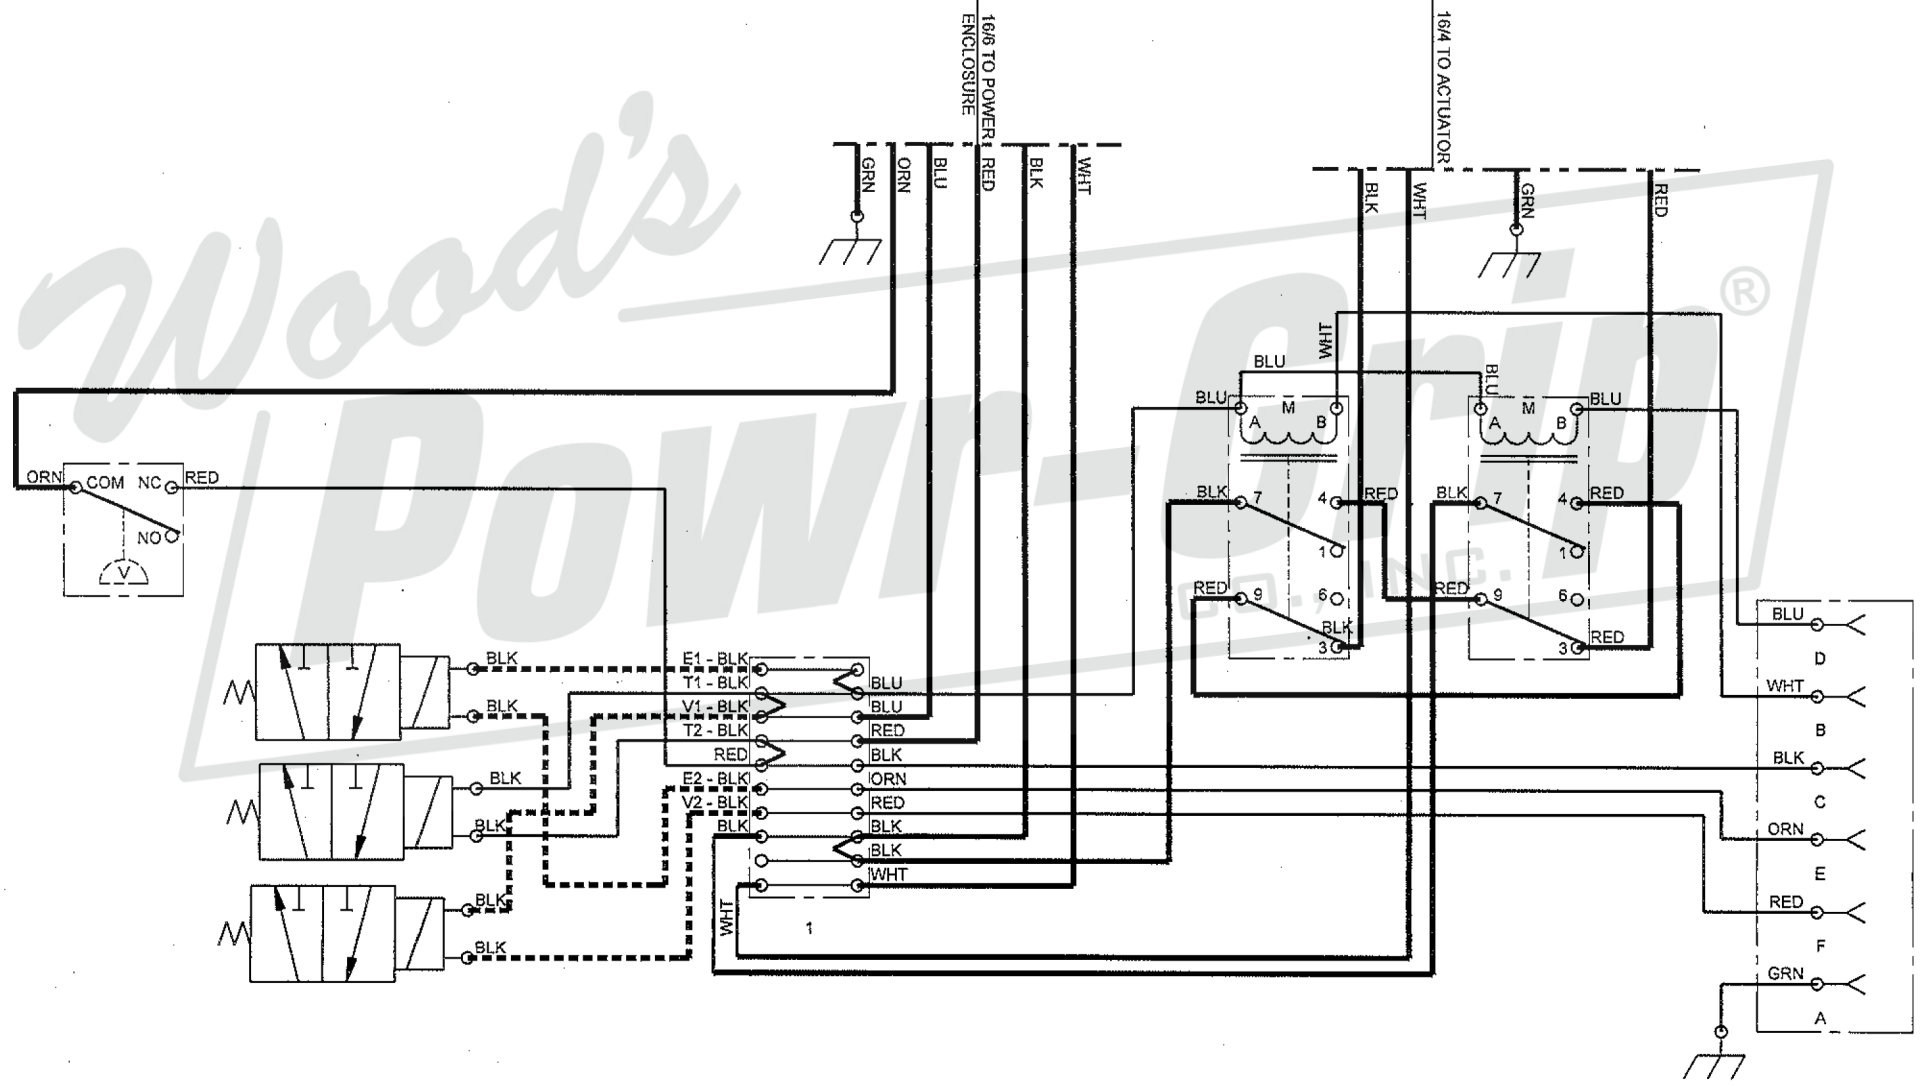 16/6 TO POWER
ENCLOSURE
16/4 TO ACTUATOR
GRN
ORN
BLU
RED
BLK
WHT
BLK
WHT
GRN
RED
Wood's
Powr-Grip®
CO., INC.
WHT
BLU
BLU
BLU
M
A
B
M
A
B
BLU
ORN
COM
NC
RED
NO
V
BLK
7
4
RED
1
RED
9
6
BLK
3
BLK
7
4
RED
1
RED
9
6
RED
3
BLK
BLK
BLK
BLK
BLK
BLK
E1 - BLK
T1 - BLK
V1 - BLK
T2 - BLK
RED
E2 - BLK
V2 - BLK
BLK
WHT
BLU
BLU
RED
BLK
ORN
RED
BLK
BLK
WHT
1
BLU
D
WHT
B
BLK
C
ORN
E
RED
F
GRN
A